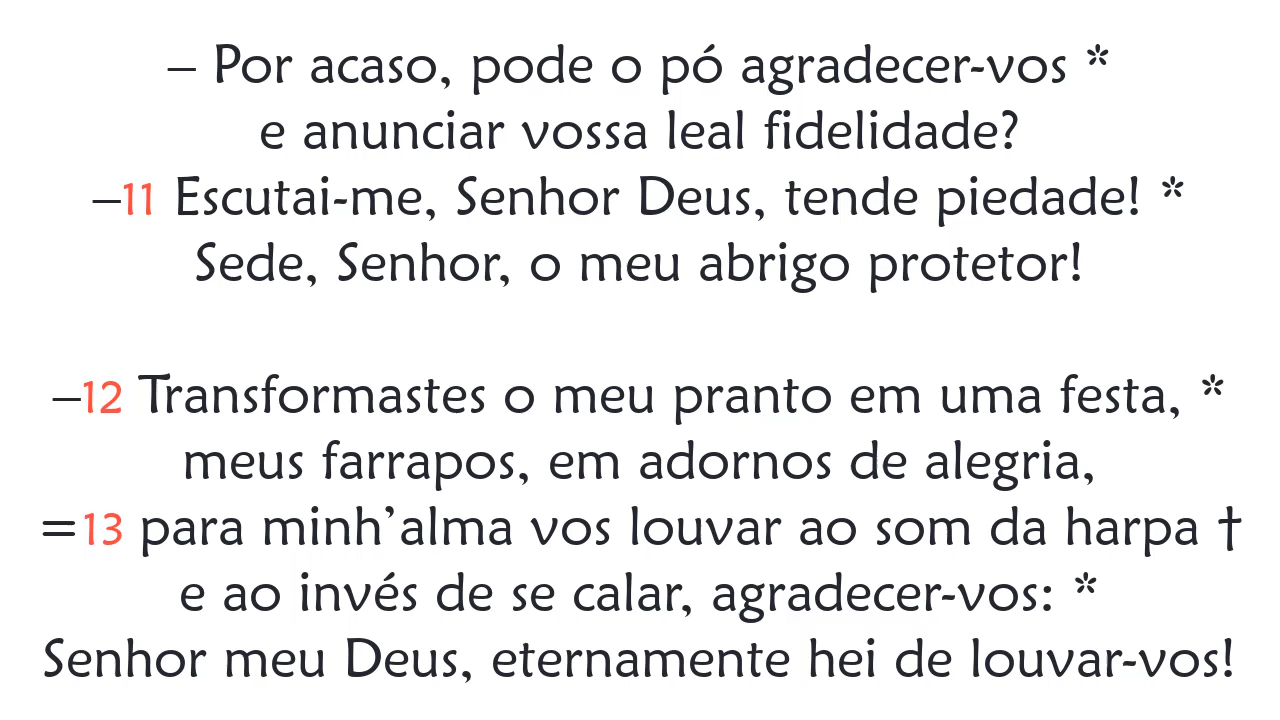 – Por acaso, pode o pó agradecer-vos *
e anunciar vossa leal fidelidade?
–11 Escutai-me, Senhor Deus, tende piedade! *
Sede, Senhor, o meu abrigo protetor!
–12 Transformastes o meu pranto em uma festa, *
meus farrapos, em adornos de alegria,
=13 para minh’alma vos louvar ao som da harpa †
e ao invés de se calar, agradecer-vos: *
Senhor meu Deus, eternamente hei de louvar-vos!